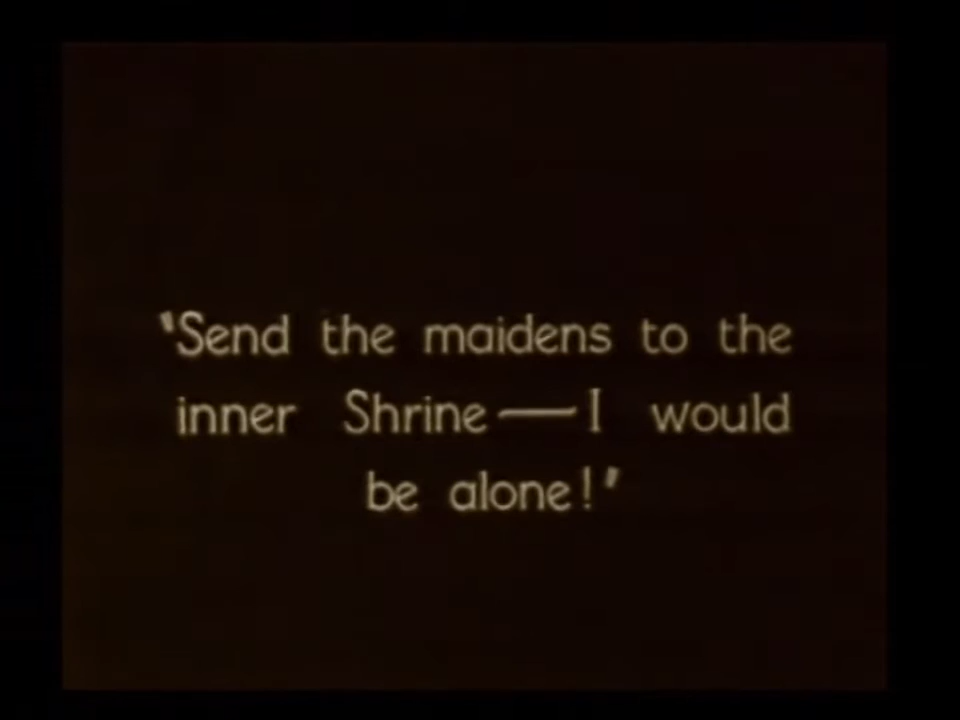 "Send the maidens to the
inner Shrine—I would
be alone!"